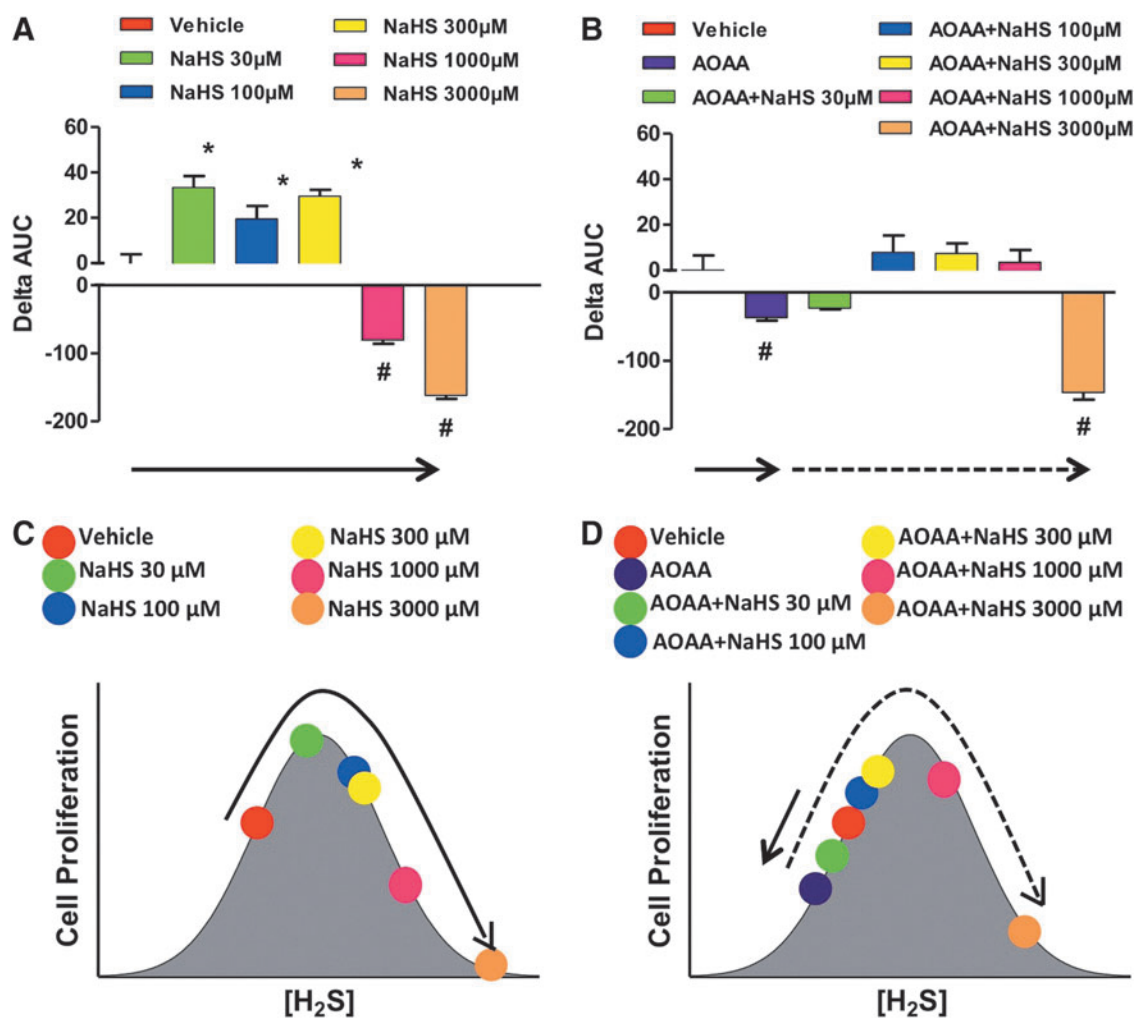 A
Vehicle
NaHS 30µM
NaHS 100µM
NaHS 300µM
NaHS 1000µM
NaHS 3000µM
60
40
20
0
0
-100
-200
Delta AUC
*
*
*
#
#
B
Vehicle
AOAA
AOAA+NaHS 30µM
AOAA+NaHS 100µM
AOAA+NaHS 300µM
AOAA+NaHS 1000µM
AOAA+NaHS 3000µM
60
40
20
0
0
-100
-200
Delta AUC
#
#
C
Vehicle
NaHS 30 µM
NaHS 100 µM
NaHS 300 µM
NaHS 1000 µM
NaHS 3000 µM
Cell Proliferation
[H₂S]
D
Vehicle
AOAA
AOAA+NaHS 30 µM
AOAA+NaHS 100 µM
AOAA+NaHS 300 µM
AOAA+NaHS 1000 µM
AOAA+NaHS 3000 µM
Cell Proliferation
[H₂S]